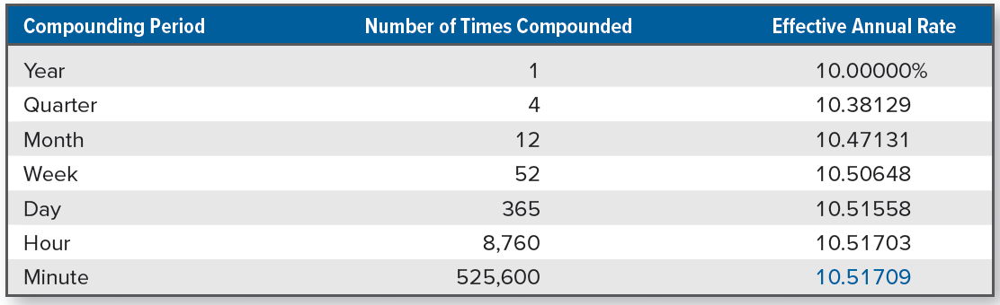 Compounding Period Number of Times Compounded Effective Annual Rate
Year 1 10.00000%
Quarter 4 10.38129
Month 12 10.47131
Week 52 10.50648
Day 365 10.51558
Hour 8,760 10.51703
Minute 525,600 10.51709